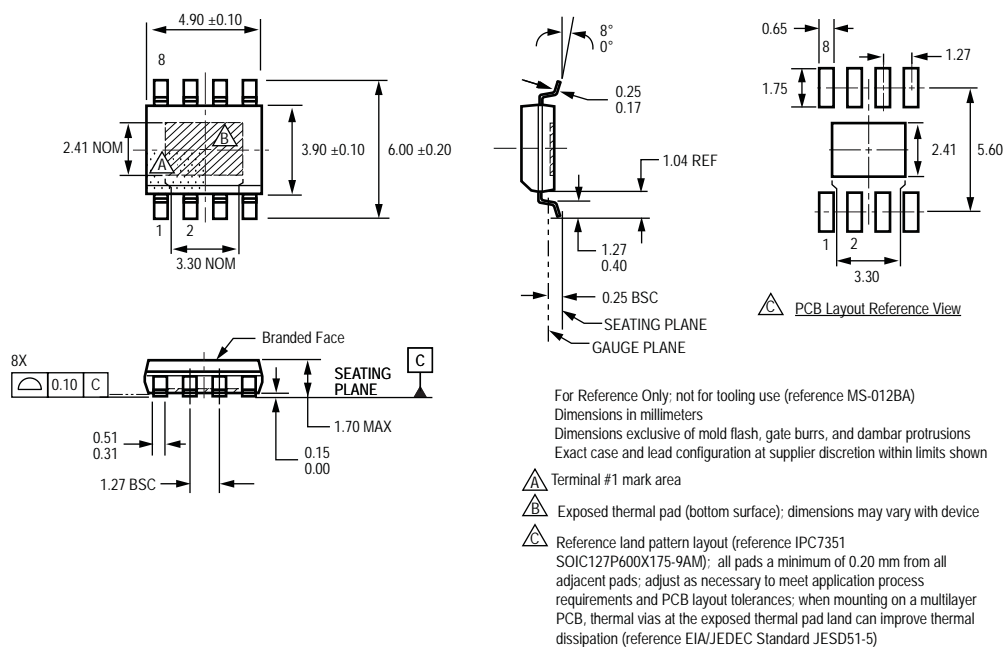 4.90 ±0.10
8
2.41 NOM
A
B
3.90 ±0.10
6.00 ±0.20
1
2
3.30 NOM
8°
0°
0.25
0.17
1.04 REF
1.27
0.40
0.25 BSC
SEATING PLANE
GAUGE PLANE
0.65
8
1.27
1.75
2.41
5.60
1
2
3.30
C PCB Layout Reference View
Branded Face
8X
0.10 C
SEATING
PLANE
C
1.70 MAX
0.51
0.31
0.15
0.00
1.27 BSC
For Reference Only; not for tooling use (reference MS-012BA)
Dimensions in millimeters
Dimensions exclusive of mold flash, gate burrs, and dambar protrusions
Exact case and lead configuration at supplier discretion within limits shown
A Terminal #1 mark area
B Exposed thermal pad (bottom surface); dimensions may vary with device
C Reference land pattern layout (reference IPC7351
SOIC127P600X175-9AM); all pads a minimum of 0.20 mm from all
adjacent pads; adjust as necessary to meet application process
requirements and PCB layout tolerances; when mounting on a multilayer
PCB, thermal vias at the exposed thermal pad land can improve thermal
dissipation (reference EIA/JEDEC Standard JESD51-5)